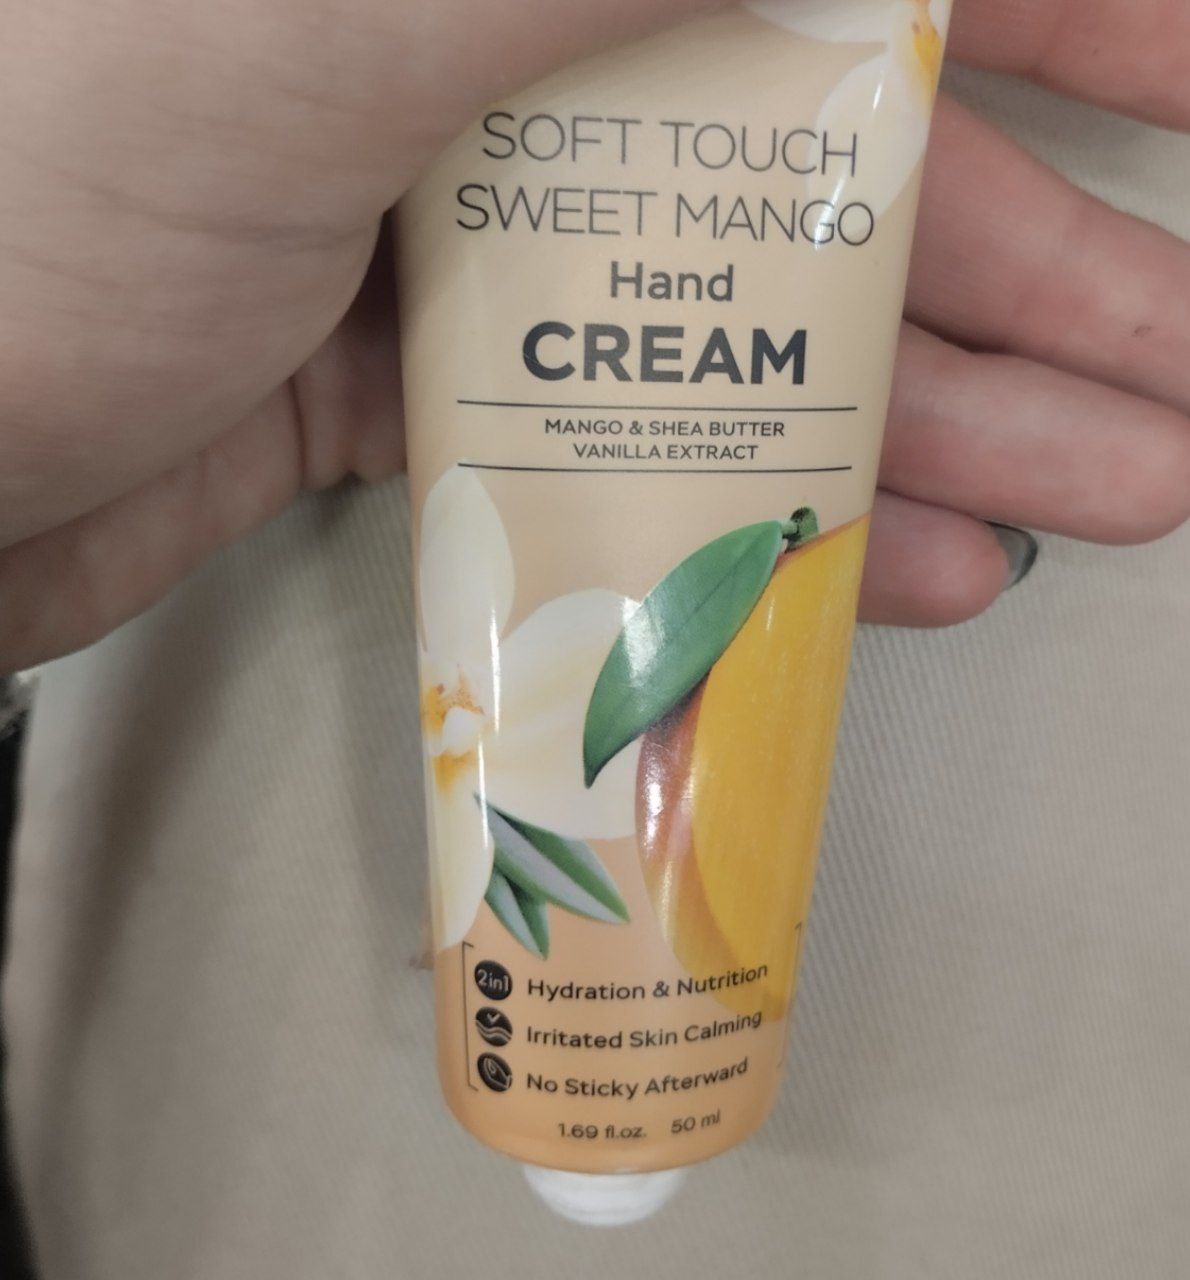 SOFT TOUCH
SWEET MANGO
Hand
CREAM
MANGO & SHEA BUTTER
VANILLA EXTRACT
2in1 Hydration & Nutrition
Irritated Skin Calming
No Sticky Afterward
1.69 fl.oz. 50 ml